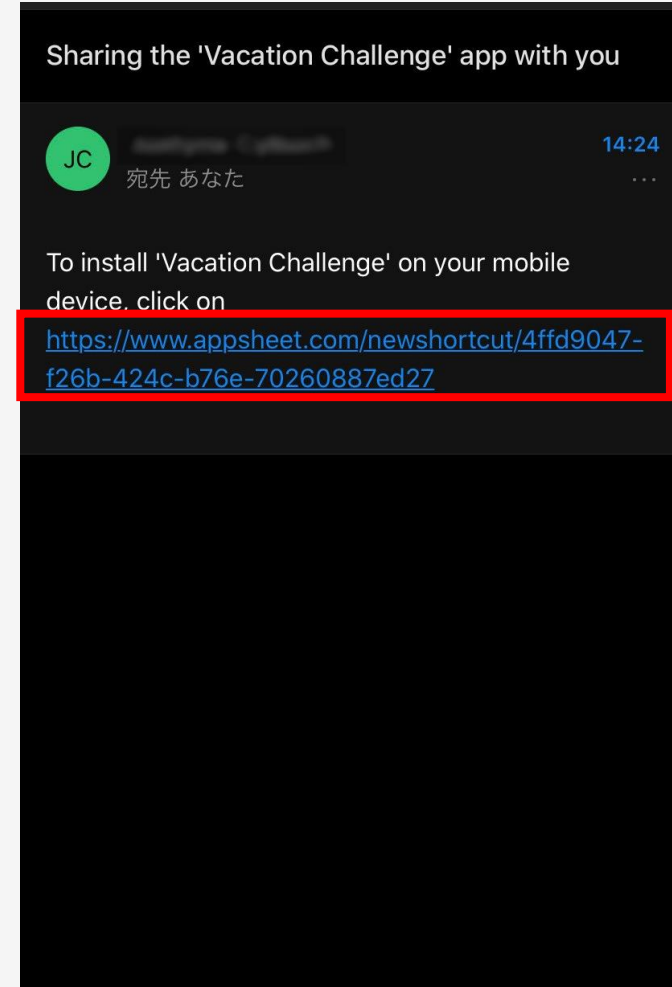 Sharing the 'Vacation Challenge' app with you
JC
14:24
宛先 あなた
...
To install 'Vacation Challenge' on your mobile
device, click on
https://www.appsheet.com/newshortcut/4ffd9047-
f26b-424c-b76e-70260887ed27